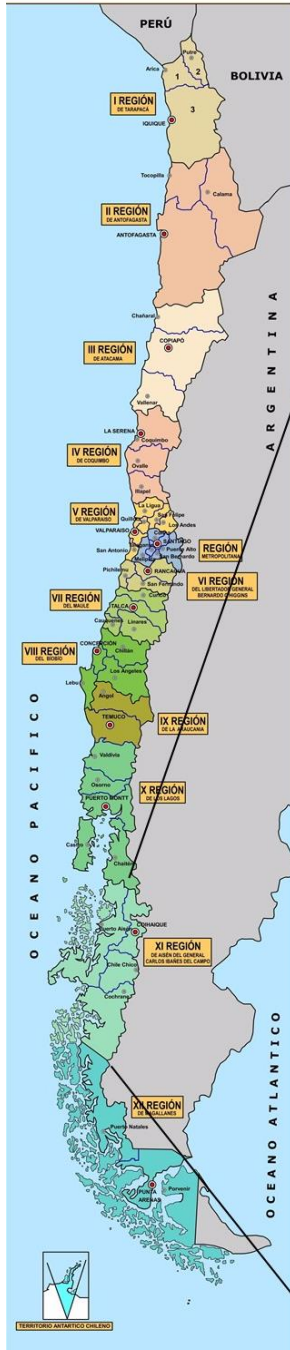 PERÚ
Putre
Arica
1
2
BOLIVIA
3
I REGIÓN
DE TARAPACÁ
IQUIQUE
Tocopilla
Calama
II REGIÓN
DE ANTOFAGASTA
ANTOFAGASTA
Chañaral
COPIAPÓ
III REGIÓN
DE ATACAMA
ARGENTINA
Vallenar
LA SERENA
Coquimbo
IV REGIÓN
DE COQUIMBO
Ovalle
Illapel
La Ligua
V REGIÓN
DE VALPARAISO
San Felipe
Los Andes
VALPARAISO
SANTIAGO
REGIÓN
METROPOLITANA
San Antonio
Puente Alto
San Bernardo
RANCAGUA
Pichilemu
VI REGIÓN
DEL LIBERTADOR GENERAL
BERNARDO O'HIGGINS
San Fernando
Curicó
VII REGIÓN
DEL MAULE
TALCA
Cauquenes
Linares
VIII REGIÓN
DEL BIOBÍO
CONCEPCIÓN
Chillán
Los Angeles
Lebu
Angol
TEMUCO
IX REGIÓN
DE LA ARAUCANIA
Valdivia
Osorno
X REGIÓN
DE LOS LAGOS
PUERTO MONTT
OCEANO PACIFICO
Castro
Chaitén
COIHAIQUE
Puerto Aisén
XI REGIÓN
DE AISÉN DEL GENERAL
CARLOS IBAÑES DEL CAMPO
Chile Chico
Cochrane
OCEANO ATLANTICO
XII REGIÓN
DE MAGALLANES
Puerto Natales
PUNTA
ARENAS
Porvenir
TERRITORIO ANTARTICO CHILENO